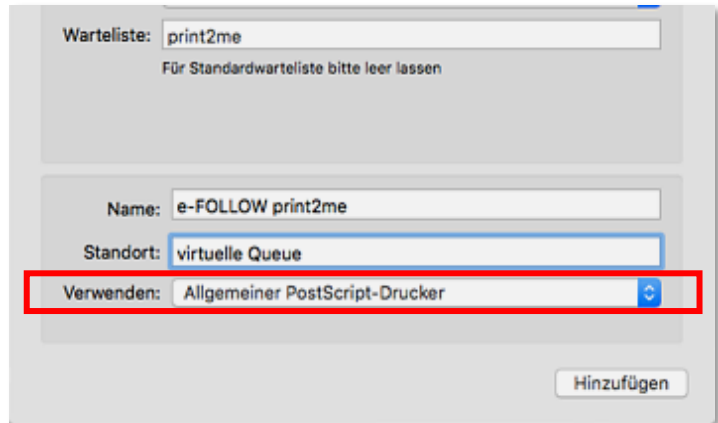 Warteliste: print2me
Für Standardwarteliste bitte leer lassen
Name: e-FOLLOW print2me
Standort: virtuelle Queue
Verwenden: Allgemeiner PostScript-Drucker
Hinzufügen